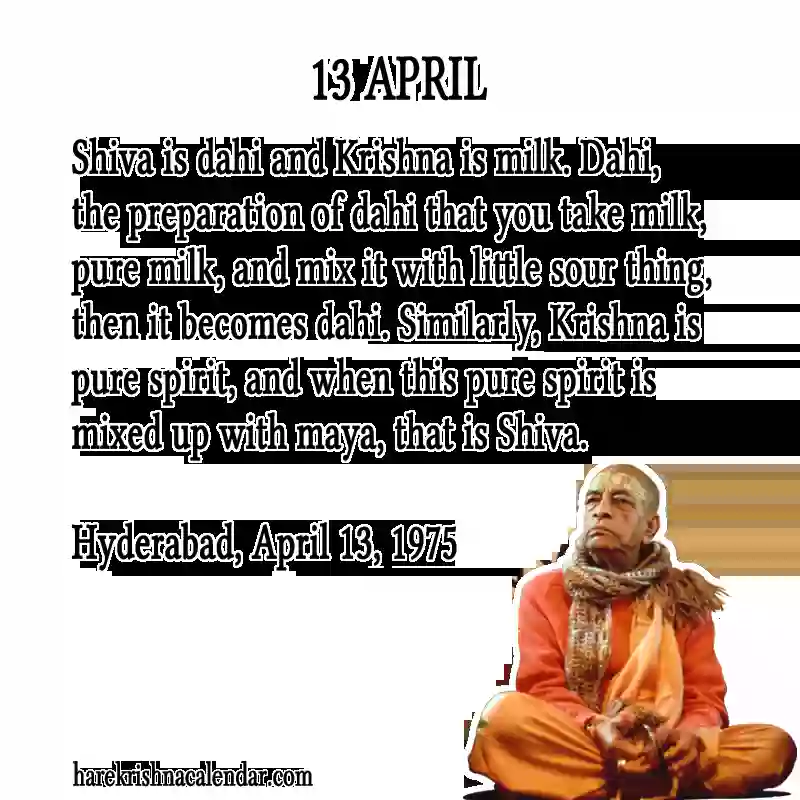 13 APRIL
Shiva is dahi and Krishna is milk. Dahi,
the preparation of dahi that you take milk,
pure milk, and mix it with little sour thing,
then it becomes dahi. Similarly, Krishna is
pure spirit, and when this pure spirit is
mixed up with maya, that is Shiva.
Hyderabad, April 13, 1975
harekrishnacalendar.com